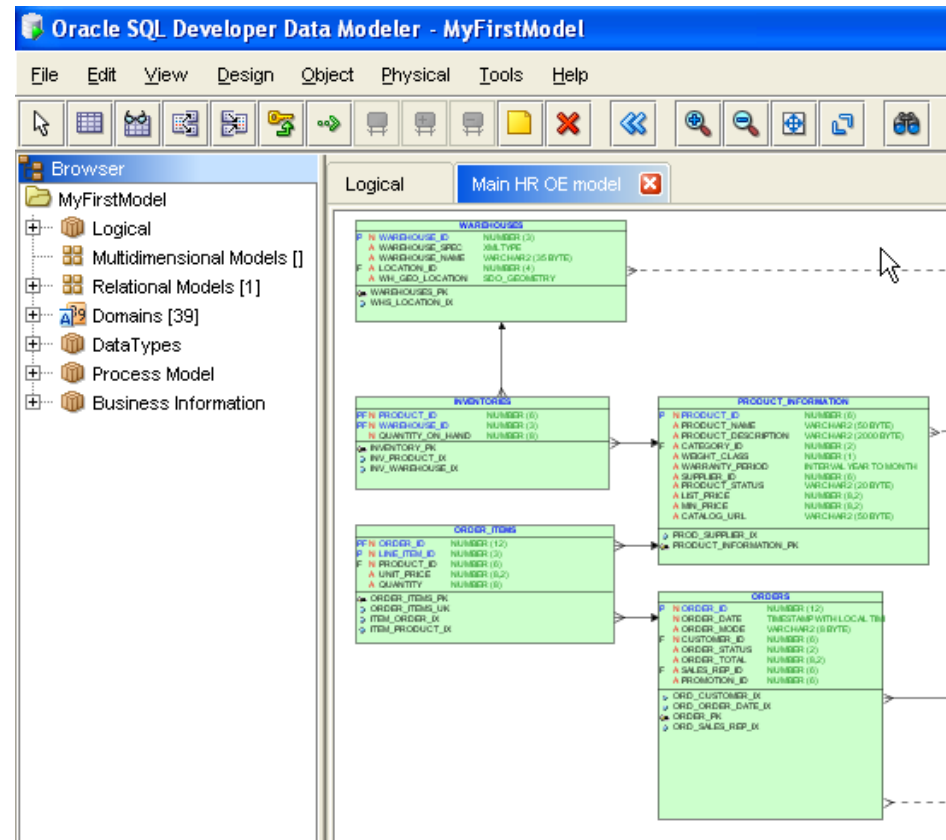 Oracle SQL Developer Data Modeler - MyFirstModel
File Edit View Design Object Physical Tools Help
Browser
MyFirstModel
Logical
Multidimensional Models []
Relational Models [1]
Domains [39]
DataTypes
Process Model
Business Information
Logical Main HR OE model
WAREHOUSES
P N WAREHOUSE_ID NUMBER (3)
A WAREHOUSE_SPEC XMLTYPE
A WAREHOUSE_NAME VARCHAR2 (35 BYTE)
F A LOCATION_ID NUMBER (4)
A WH_GEO_LOCATION SDO_GEOMETRY
WAREHOUSES_PK
WHS_LOCATION_IX
INVENTORIES
PF N PRODUCT_ID NUMBER (6)
PF N WAREHOUSE_ID NUMBER (3)
N QUANTITY_ON_HAND NUMBER (8)
INVENTORY_PK
INV_PRODUCT_IX
INV_WAREHOUSE_IX
PRODUCT_INFORMATION
P N PRODUCT_ID NUMBER (6)
A PRODUCT_NAME VARCHAR2 (50 BYTE)
A PRODUCT_DESCRIPTION VARCHAR2 (2000 BYTE)
F A CATEGORY_ID NUMBER (2)
A WEIGHT_CLASS NUMBER (1)
A WARRANTY_PERIOD INTERVAL YEAR TO MONTH
A SUPPLIER_ID NUMBER (6)
A PRODUCT_STATUS VARCHAR2 (20 BYTE)
A LIST_PRICE NUMBER (8,2)
A MIN_PRICE NUMBER (8,2)
A CATALOG_URL VARCHAR2 (50 BYTE)
PROD_SUPPLIER_IX
PRODUCT_INFORMATION_PK
ORDER_ITEMS
PF N ORDER_ID NUMBER (12)
P N LINE_ITEM_ID NUMBER (3)
F N PRODUCT_ID NUMBER (6)
A UNIT_PRICE NUMBER (8,2)
A QUANTITY NUMBER (8)
ORDER_ITEMS_PK
ORDER_ITEMS_UK
ITEM_ORDER_IX
ITEM_PRODUCT_IX
ORDERS
P N ORDER_ID NUMBER (12)
N ORDER_DATE TIMESTAMP WITH LOCAL TIM
A ORDER_MODE VARCHAR2 (8 BYTE)
F N CUSTOMER_ID NUMBER (6)
A ORDER_STATUS NUMBER (2)
A ORDER_TOTAL NUMBER (8,2)
F A SALES_REP_ID NUMBER (6)
A PROMOTION_ID NUMBER (6)
ORD_CUSTOMER_IX
ORD_ORDER_DATE_IX
ORDER_PK
ORD_SALES_REP_IX